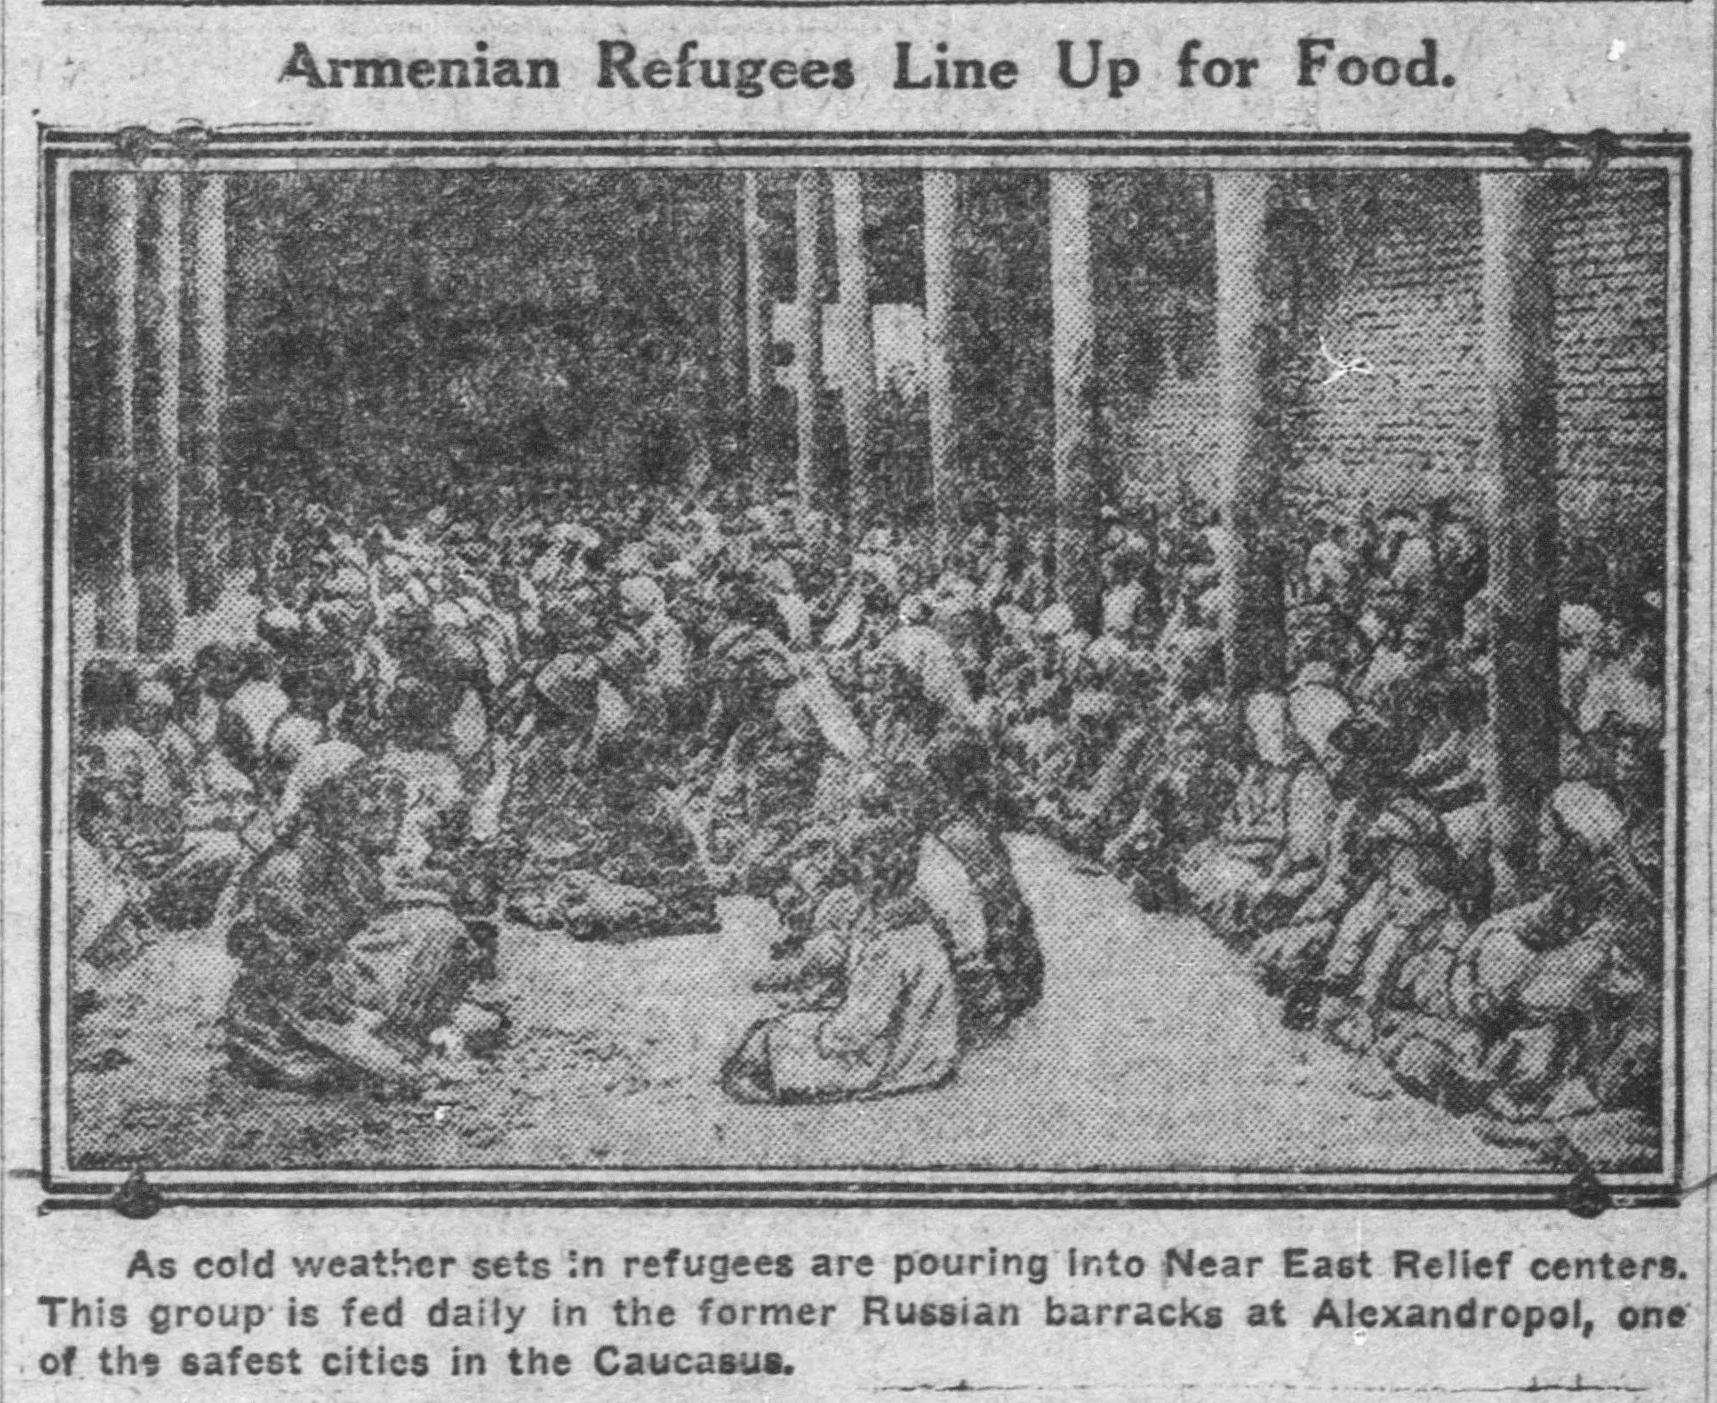 Armenian Refugees Line Up for Food.
As cold weather sets in refugees are pouring into Near East Relief centers.
This group is fed daily in the former Russian barracks at Alexandropol, one
of the safest cities in the Caucasus.